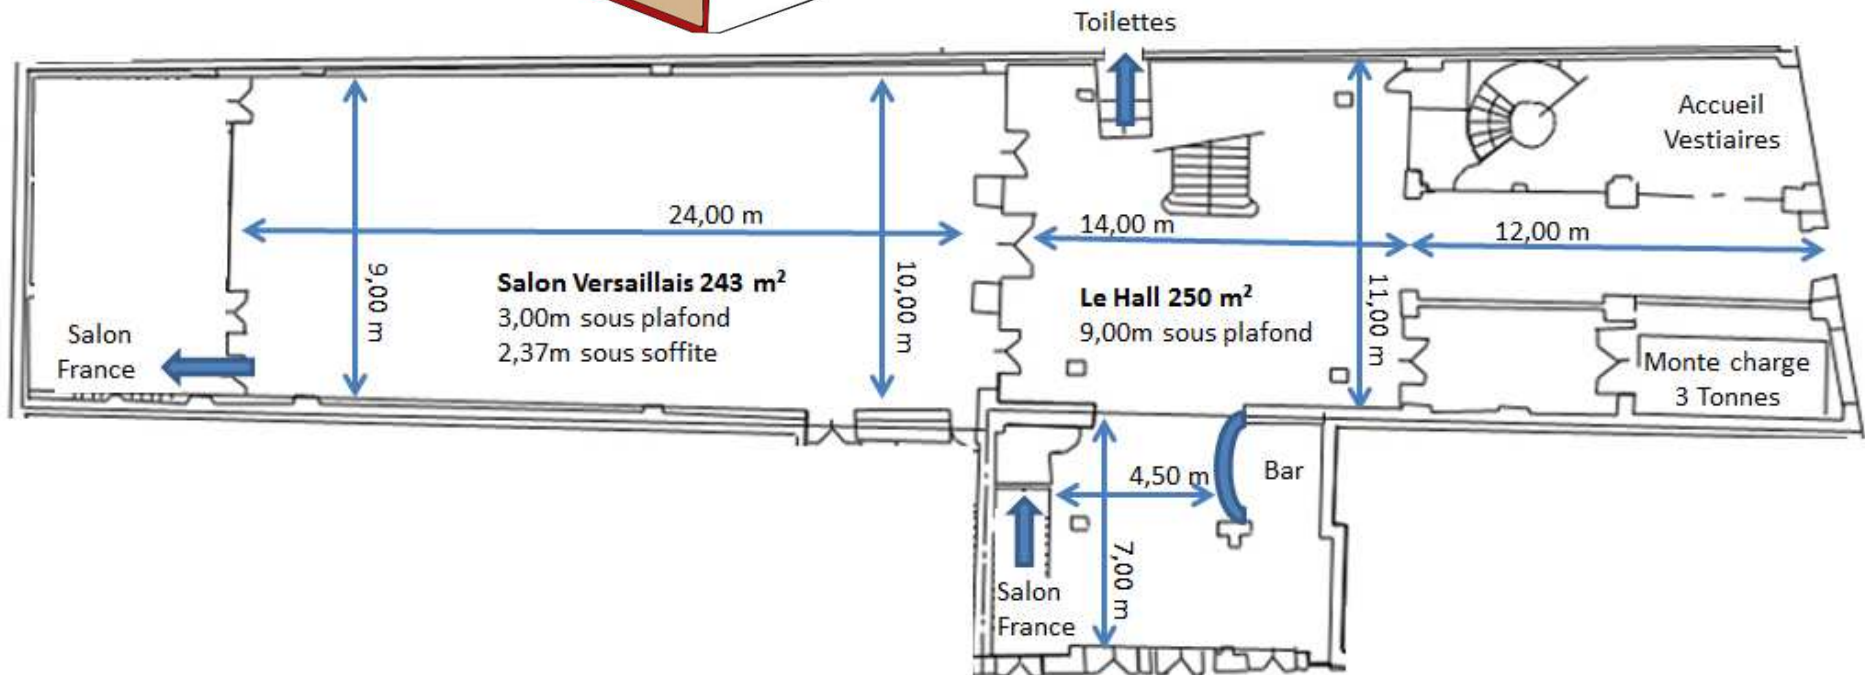 Toilettes
Accueil
Vestiaires
24,00 m
14,00 m
12,00 m
9,00 m
Salon Versaillais 243 m²
3,00m sous plafond
2,37m sous soffite
10,00 m
Le Hall 250 m²
9,00m sous plafond
11,00 m
Salon
France
Monte charge
3 Tonnes
4,50 m
Bar
7,00 m
Salon
France